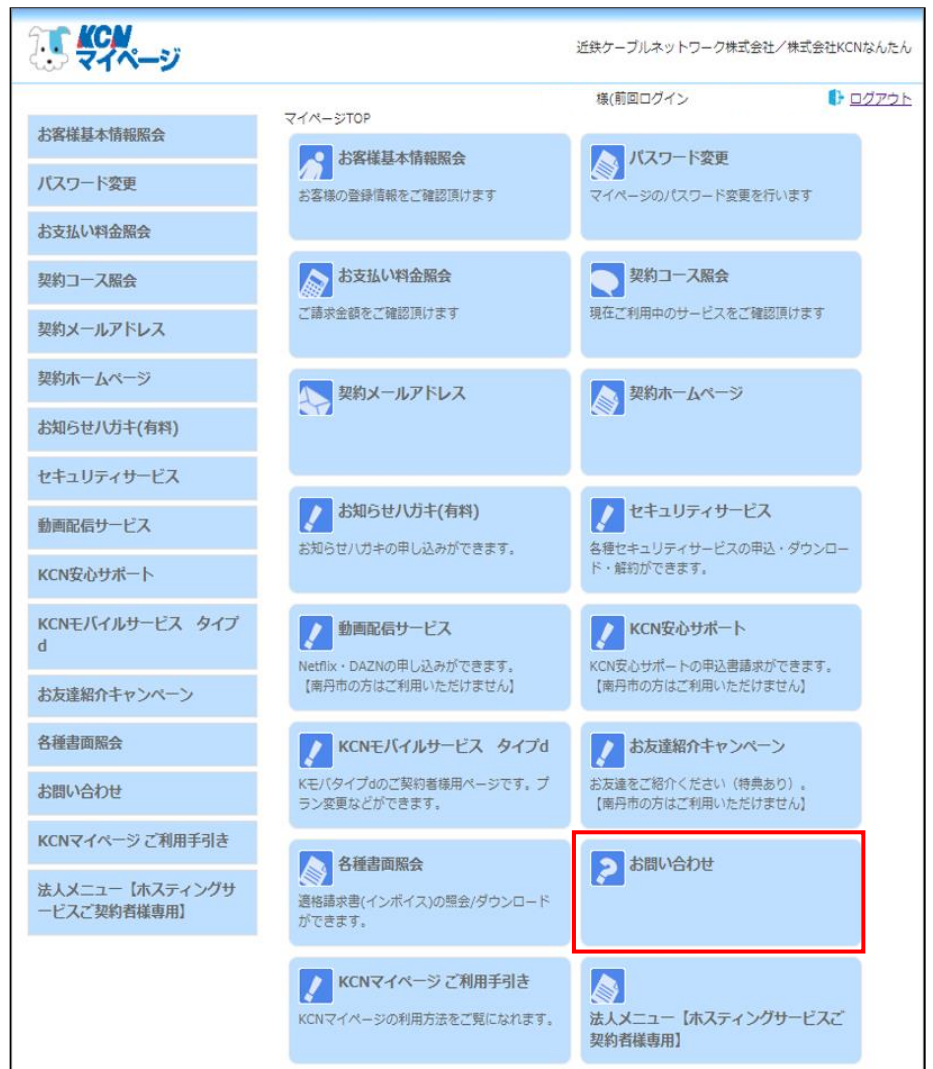 KCN
マイページ
近鉄ケーブルネットワーク株式会社／株式会社KCNなんたん
様(前回ログイン
ログアウト
お客様基本情報照会
パスワード変更
お支払い料金照会
契約コース照会
契約メールアドレス
契約ホームページ
お知らせハガキ(有料)
セキュリティサービス
動画配信サービス
KCN安心サポート
KCNモバイルサービス　タイプ
d
お友達紹介キャンペーン
各種書面照会
お問い合わせ
KCNマイページ ご利用手引き
法人メニュー【ホスティングサ
ービスご契約者様専用】
マイページTOP
お客様基本情報照会
お客様の登録情報をご確認頂けます
パスワード変更
マイページのパスワード変更を行います
お支払い料金照会
ご請求金額をご確認頂けます
契約コース照会
現在ご利用中のサービスをご確認頂けます
契約メールアドレス
契約ホームページ
お知らせハガキ(有料)
お知らせハガキの申し込みができます。
セキュリティサービス
各種セキュリティサービスの申込・ダウンロー
ド・解約ができます。
動画配信サービス
Netflix・DAZNの申し込みができます。
【南丹市の方はご利用いただけません】
KCN安心サポート
KCN安心サポートの申込書請求ができます。
【南丹市の方はご利用いただけません】
KCNモバイルサービス　タイプd
Kモバタイプdのご契約者様用ページです。プ
ラン変更などができます。
お友達紹介キャンペーン
お友達をご紹介ください（特典あり）。
【南丹市の方はご利用いただけません】
各種書面照会
適格請求書(インボイス)の照会/ダウンロード
ができます。
お問い合わせ
KCNマイページ ご利用手引き
KCNマイページの利用方法をご覧になれます。
法人メニュー【ホスティングサービスご
契約者様専用】